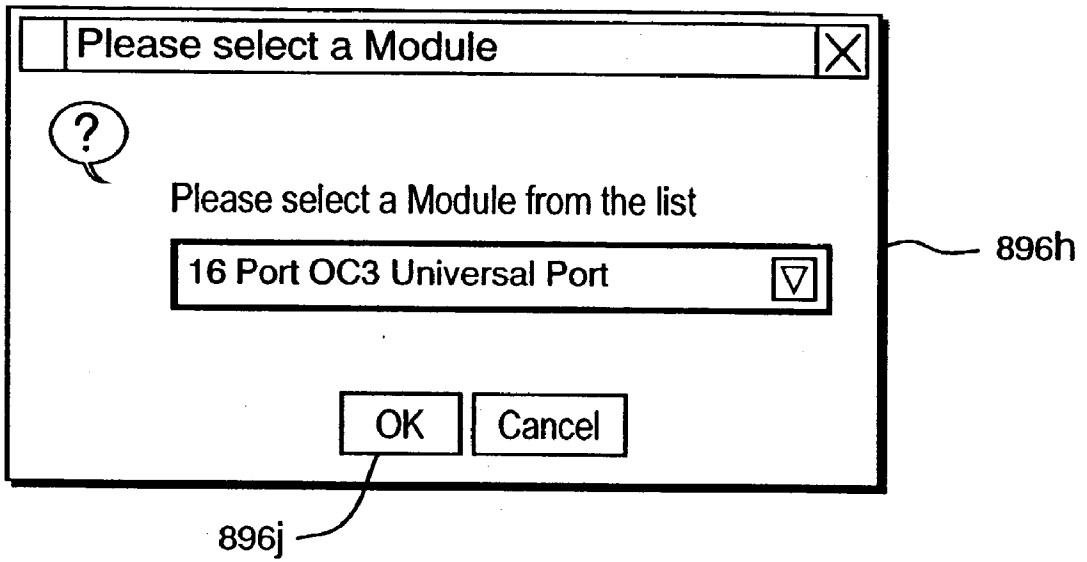 Please select a Module
?
Please select a Module from the list
16 Port OC3 Universal Port
896h
OK
Cancel
896j